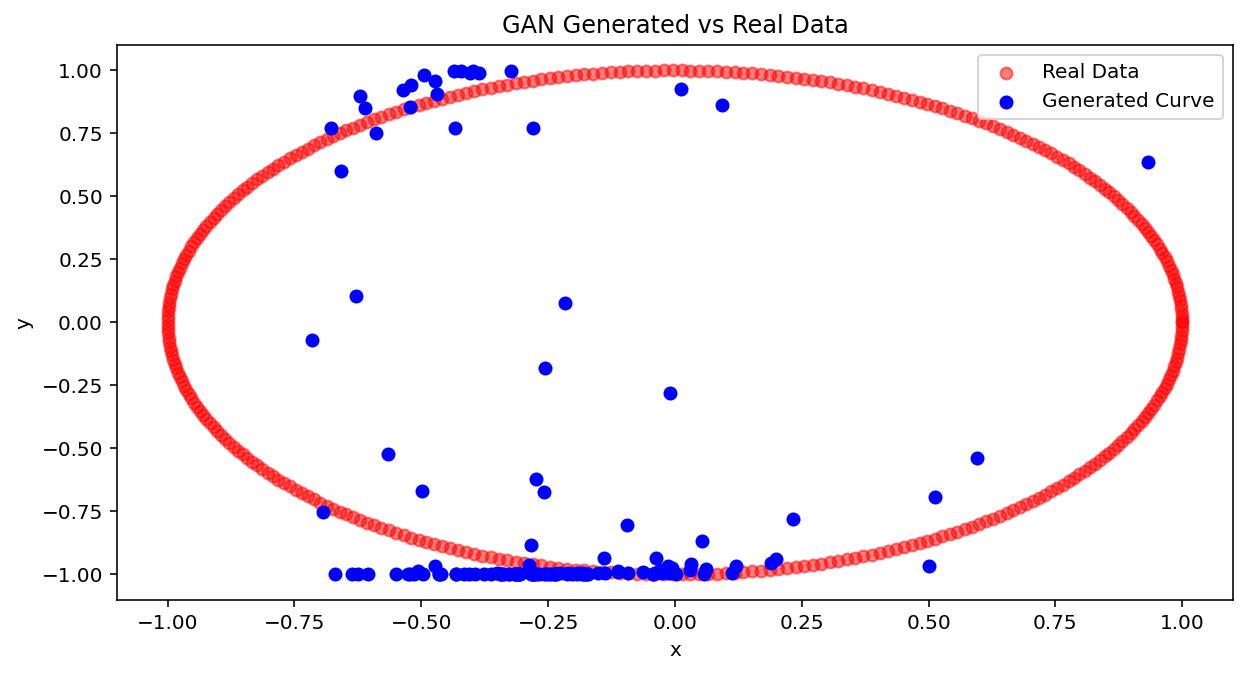 GAN Generated vs Real Data
Real Data
Generated Curve
1.00
0.75
0.50
0.25
0.00
−0.25
−0.50
−0.75
−1.00
y
−1.00 −0.75 −0.50 −0.25 0.00 0.25 0.50 0.75 1.00
x